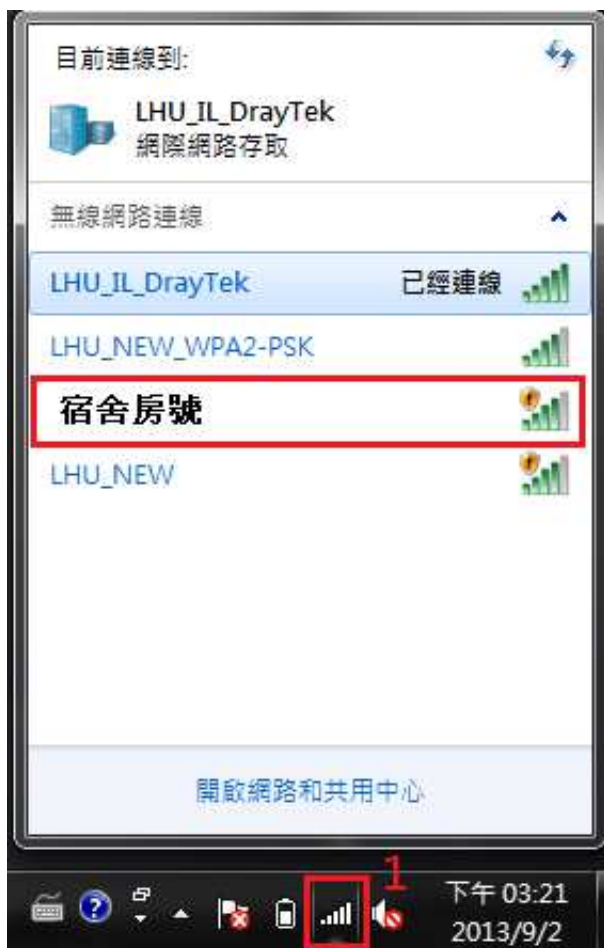 目前連線到:
LHU_IL_DrayTek
網際網路存取
無線網路連線
LHU_IL_DrayTek 已經連線
LHU_NEW_WPA2-PSK
宿舍房號
LHU_NEW
開啟網路和共用中心
1
下午 03:21
2013/9/2